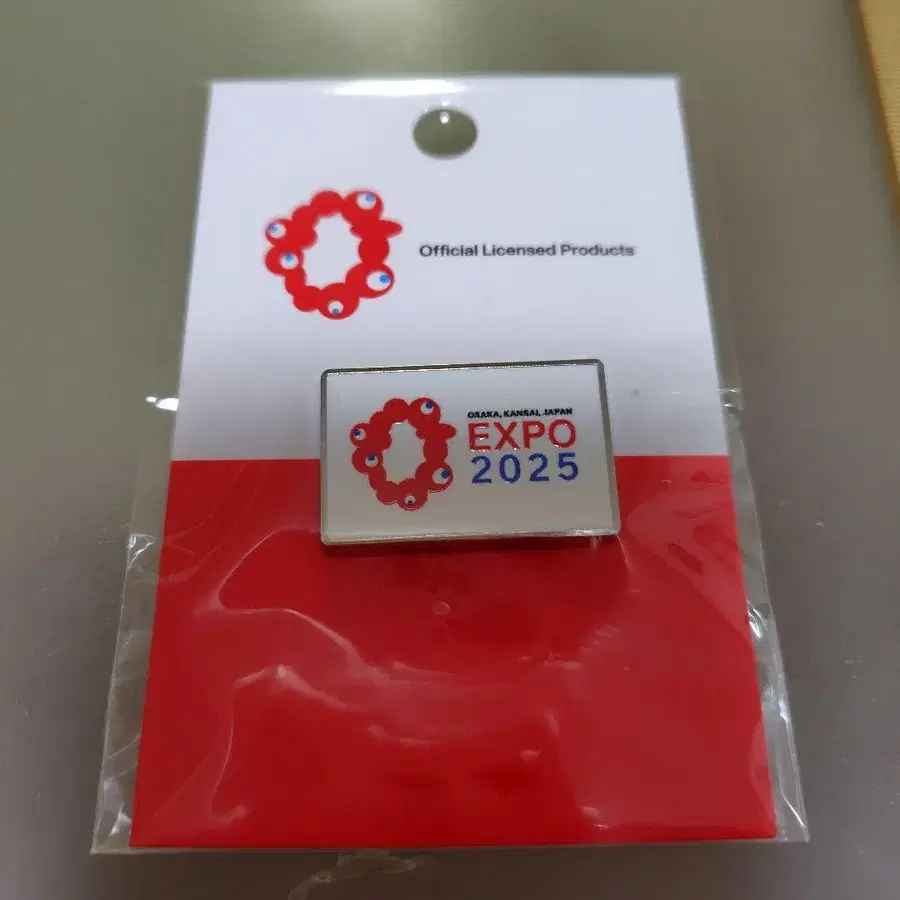 Official Licensed Products
OSAKA, KANSAI, JAPAN
EXPO
2025